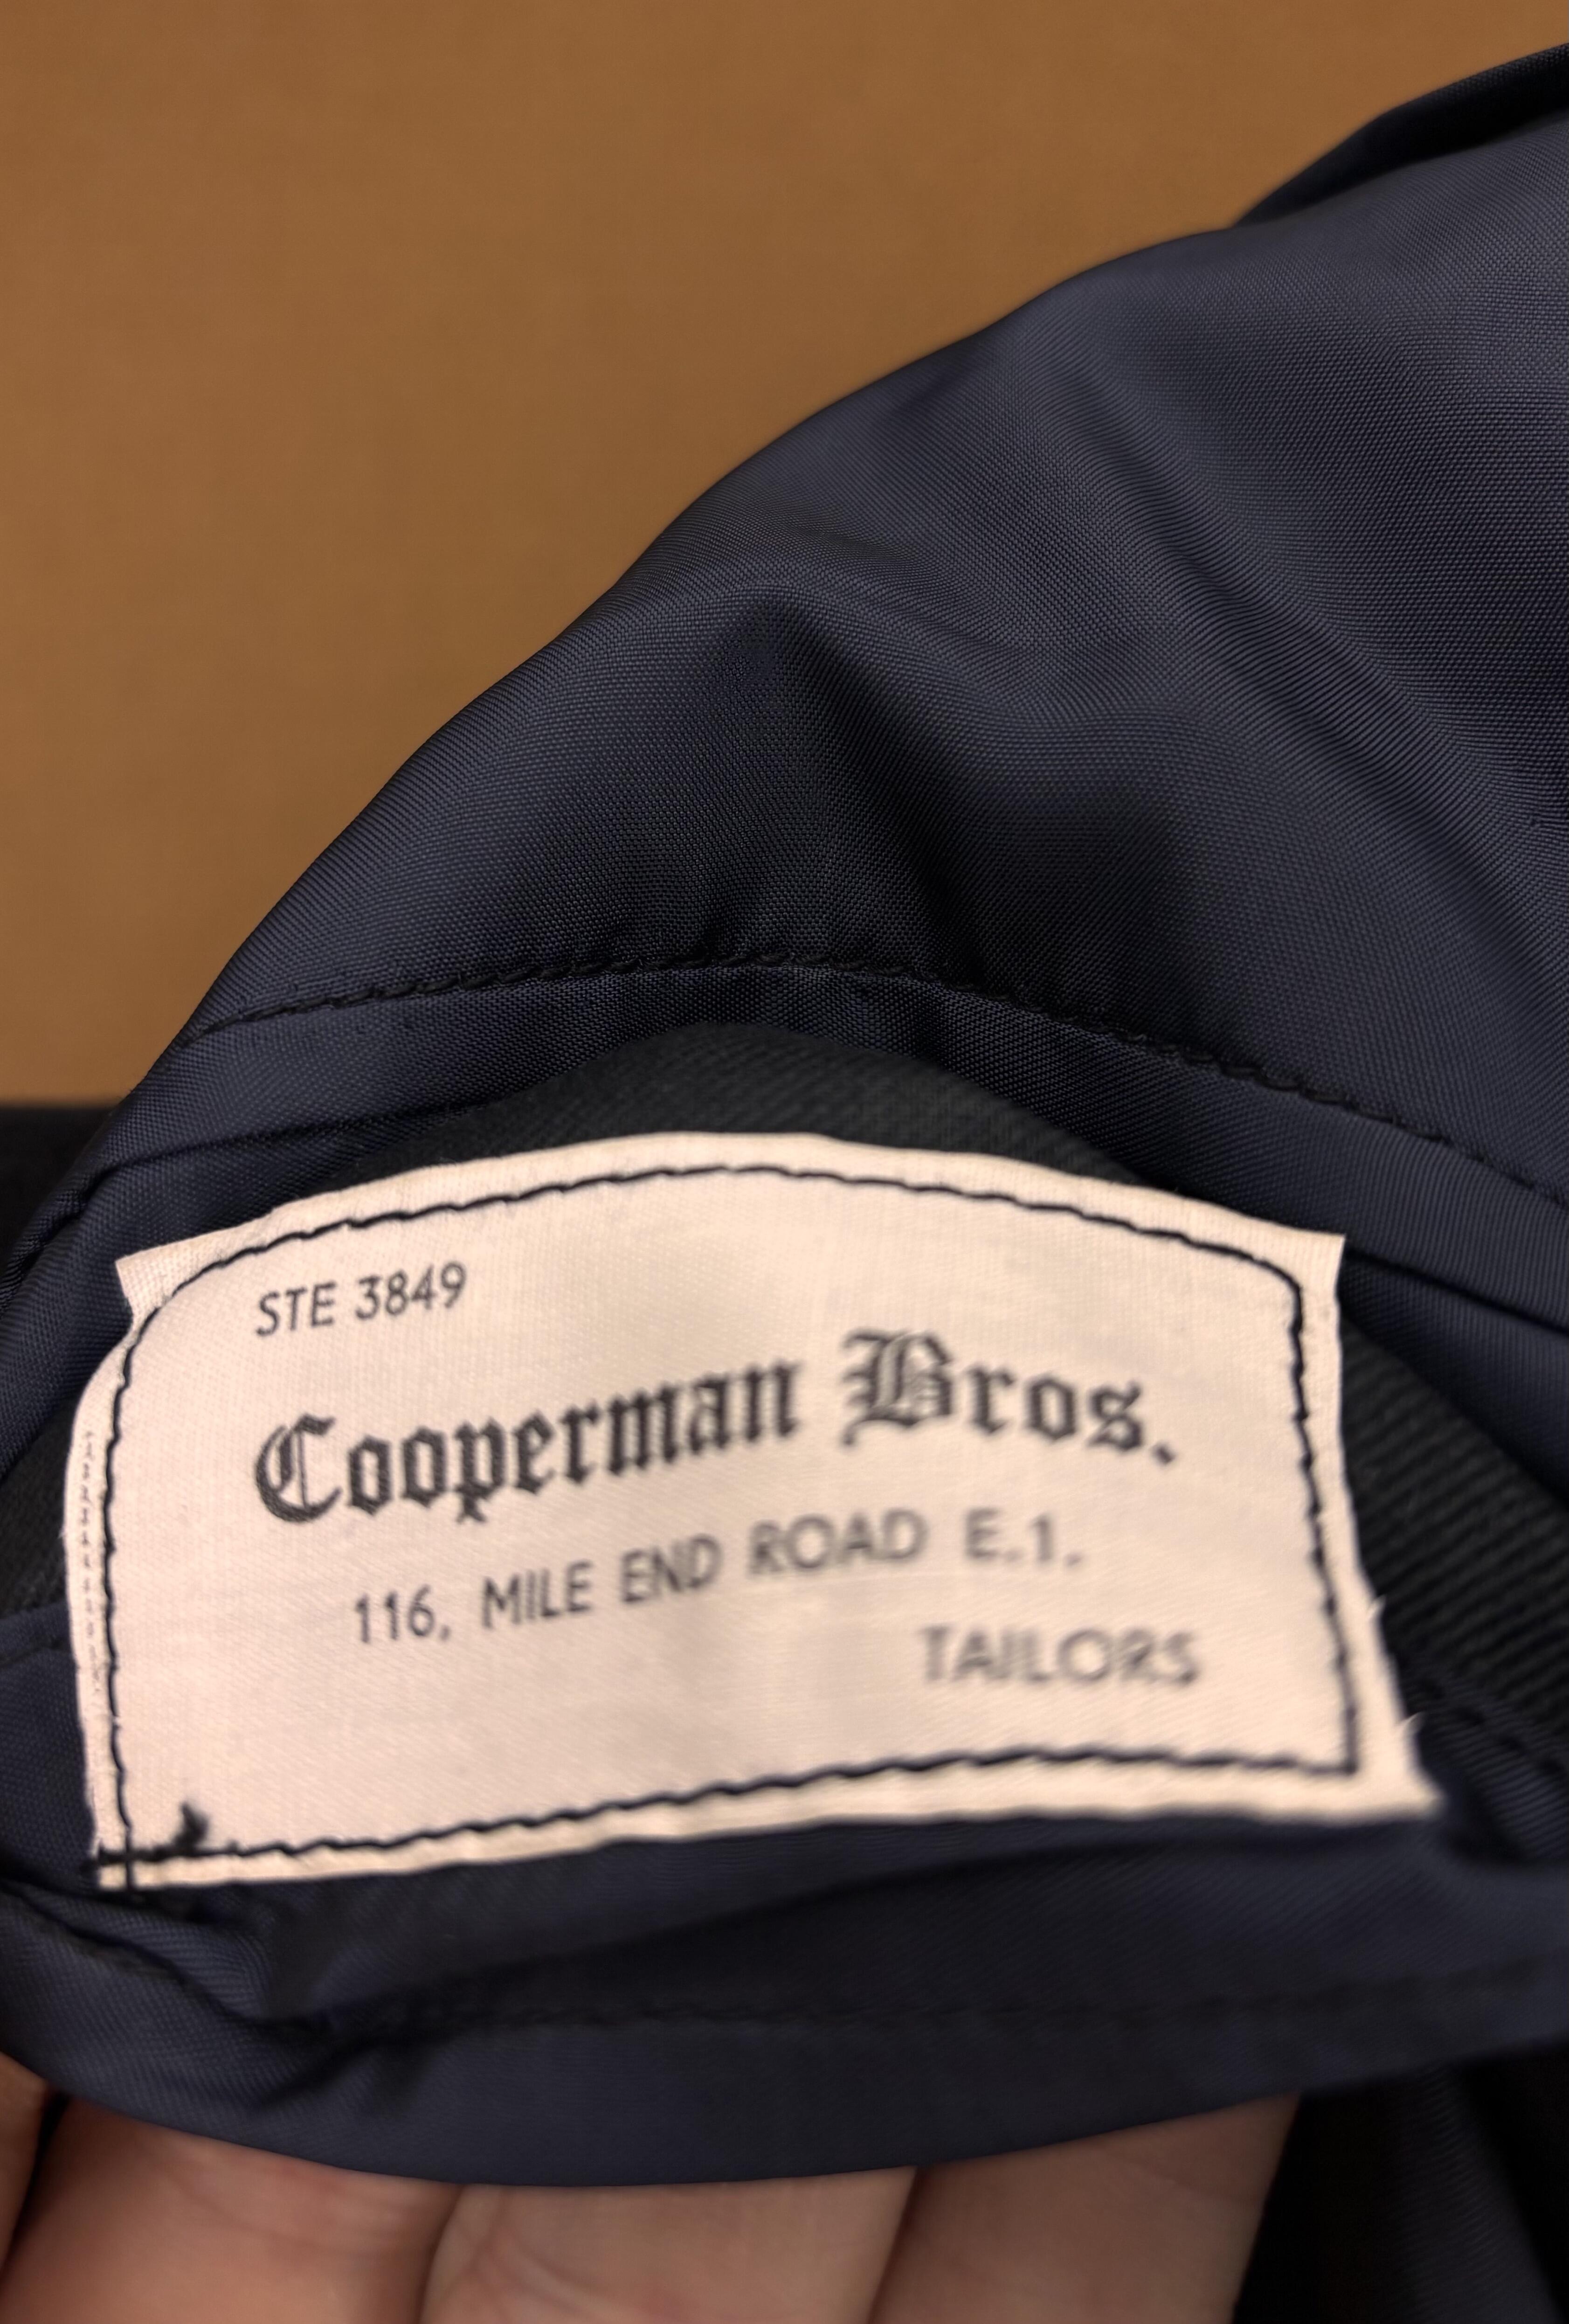 STE 3849
Cooperman Bros.
116, MILE END ROAD E.1.
TAILORS